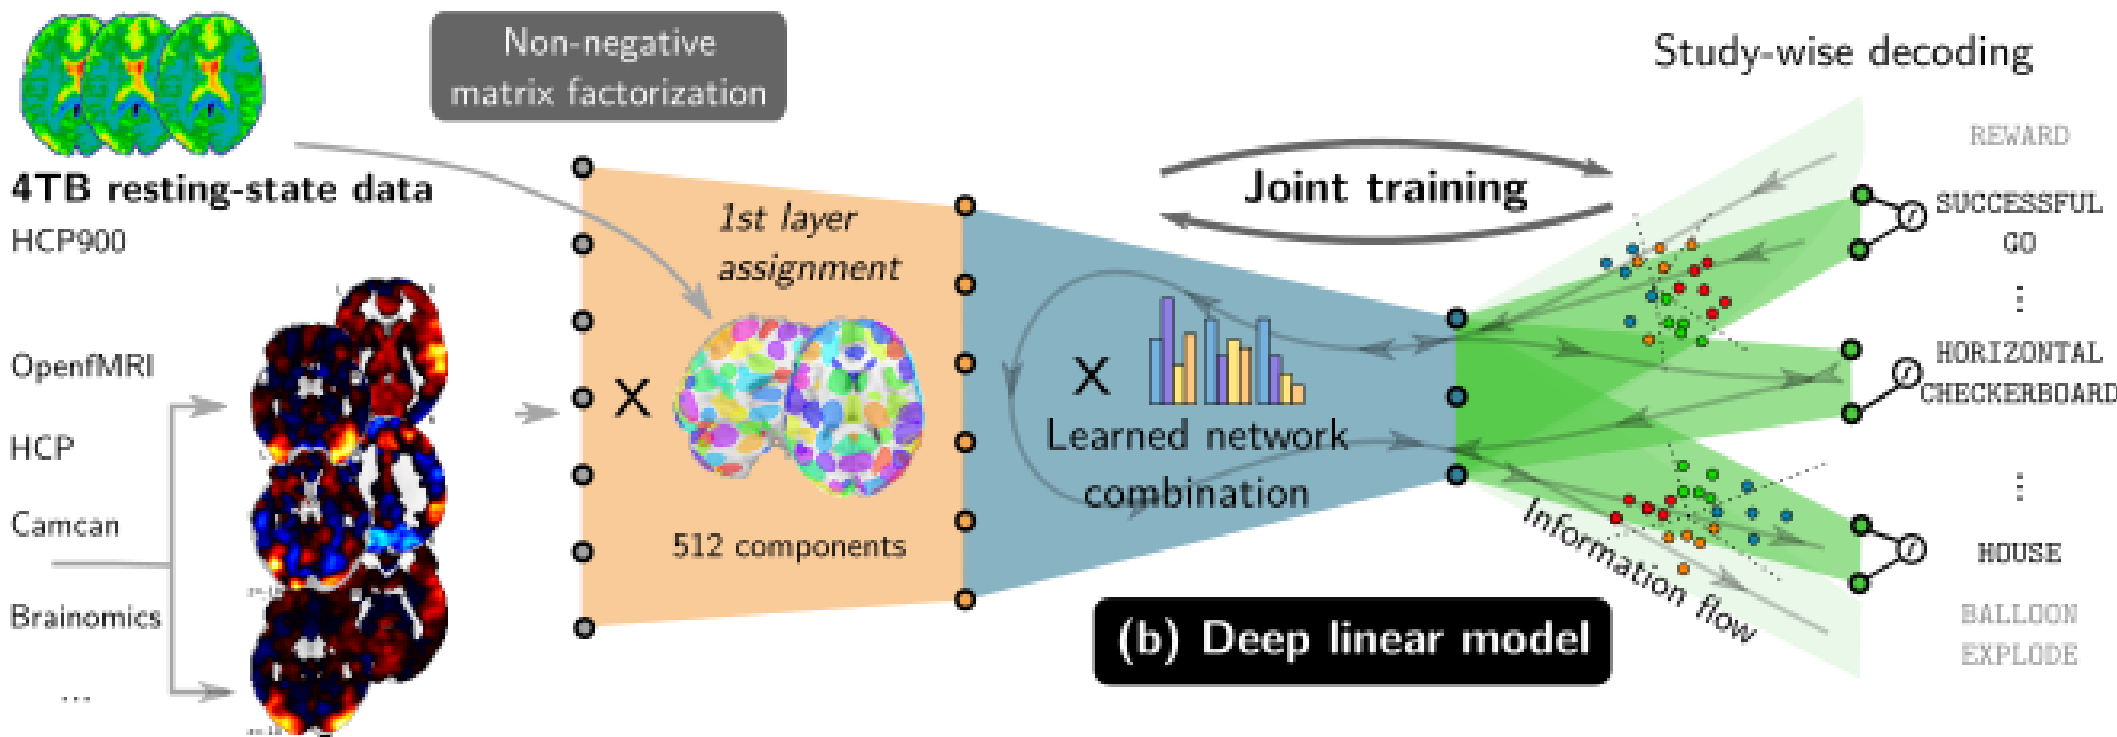 Non-negative
matrix factorization
4TB resting-state data
HCP900
OpenfMRI
HCP
Camcan
Brainomics
...
1st layer
assignment
×
512 components
Joint training
×
Learned network
combination
(b) Deep linear model
Study-wise decoding
REWARD
SUCCESSFUL
GO
⋮
HORIZONTAL
CHECKERBOARD
⋮
HOUSE
BALLOON
EXPLODE
Information flow